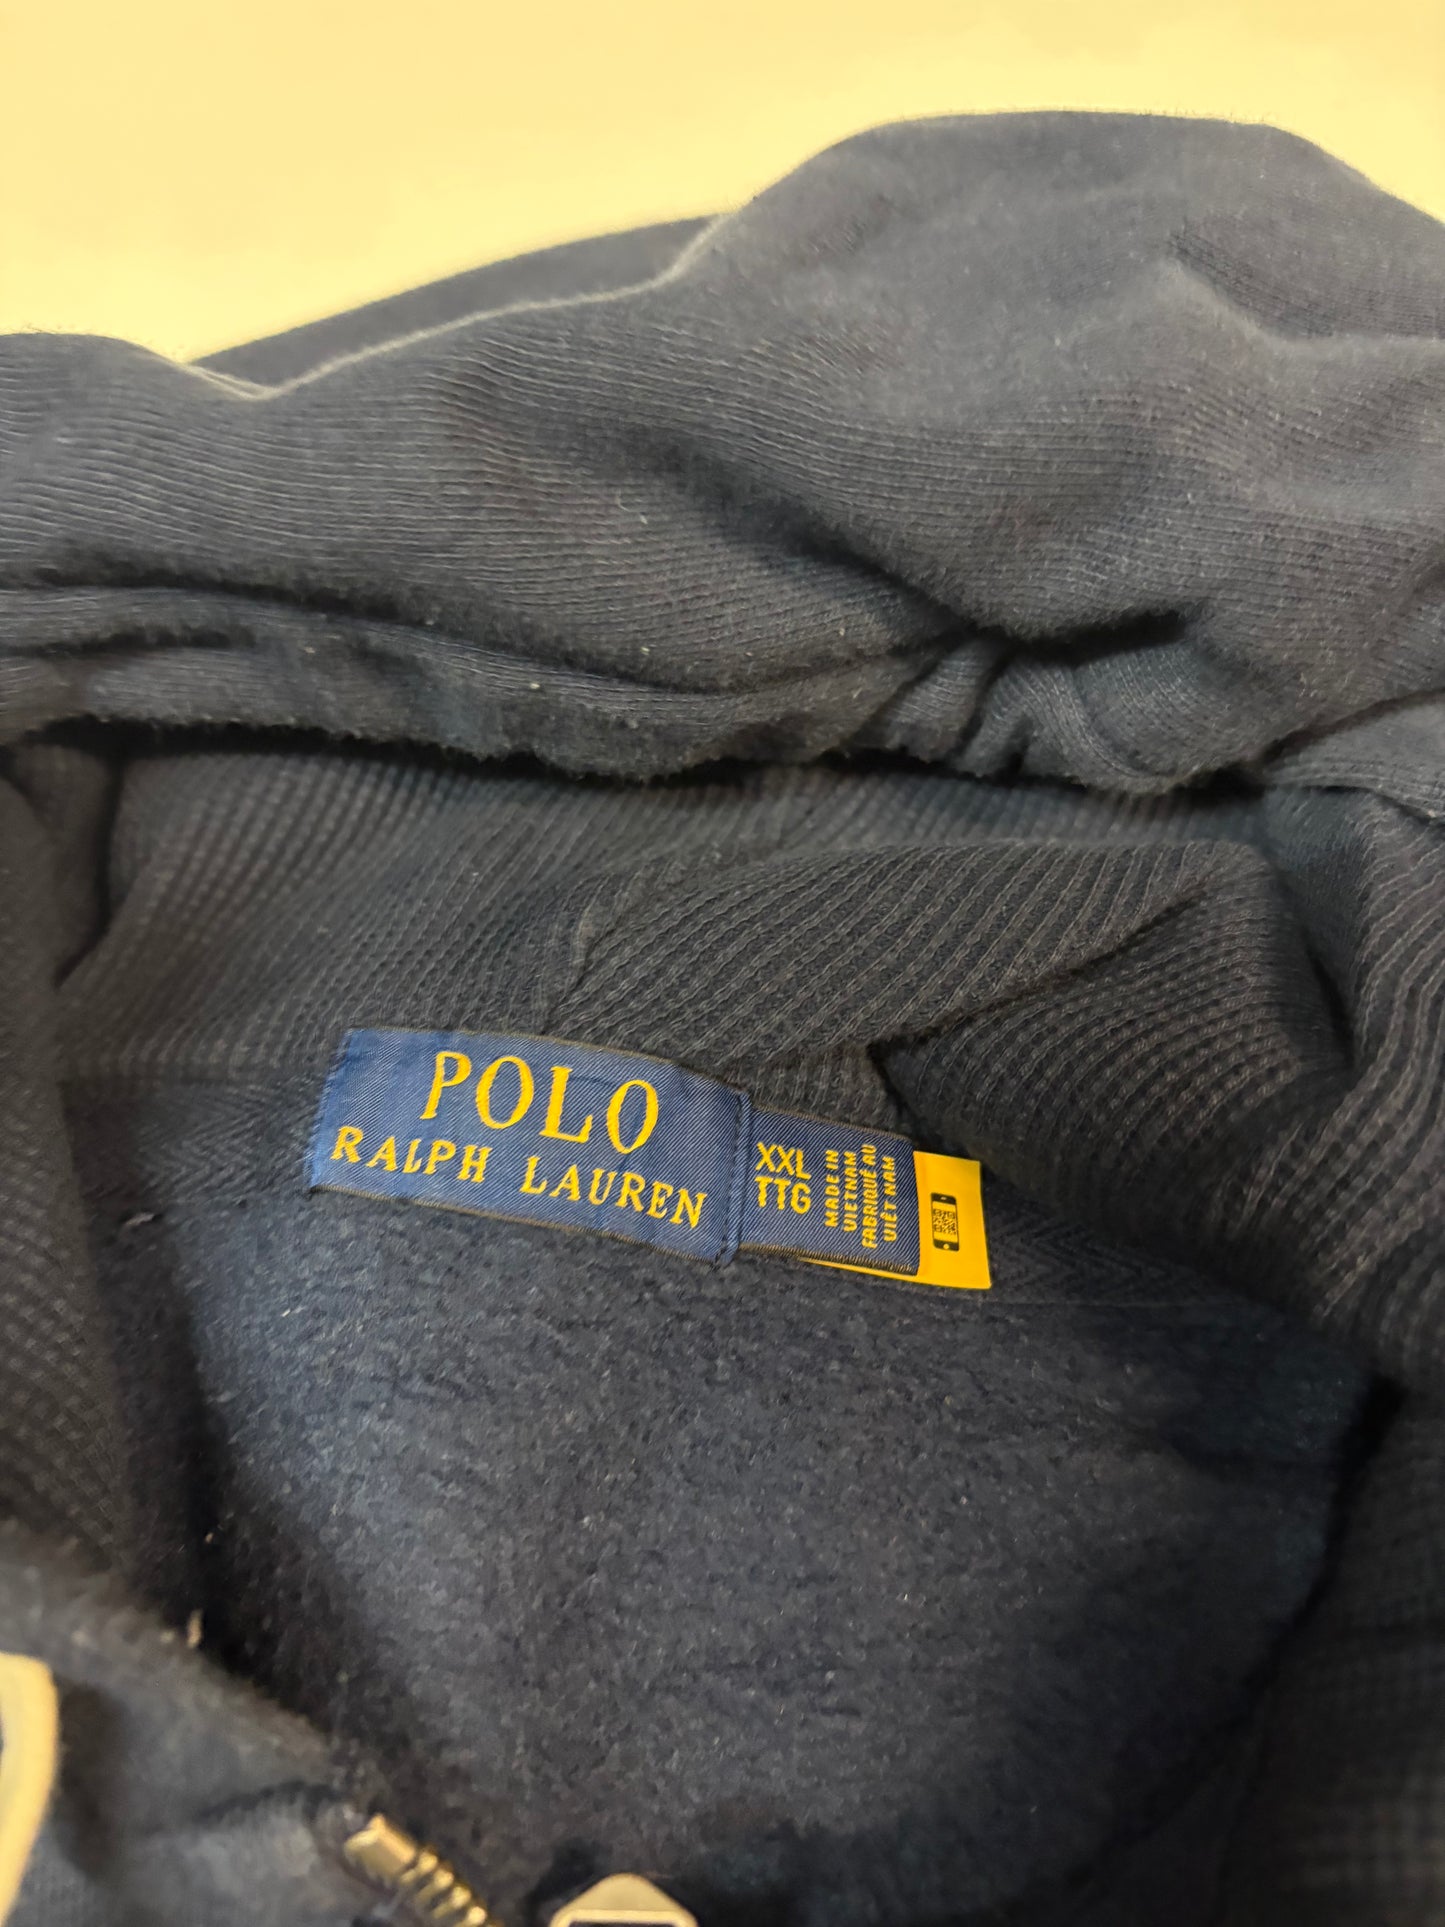 POLO
RALPH LAUREN
XXL
TTG
MADE IN
VIETNAM
FABRIQUÉ AU
VIÊT NAM